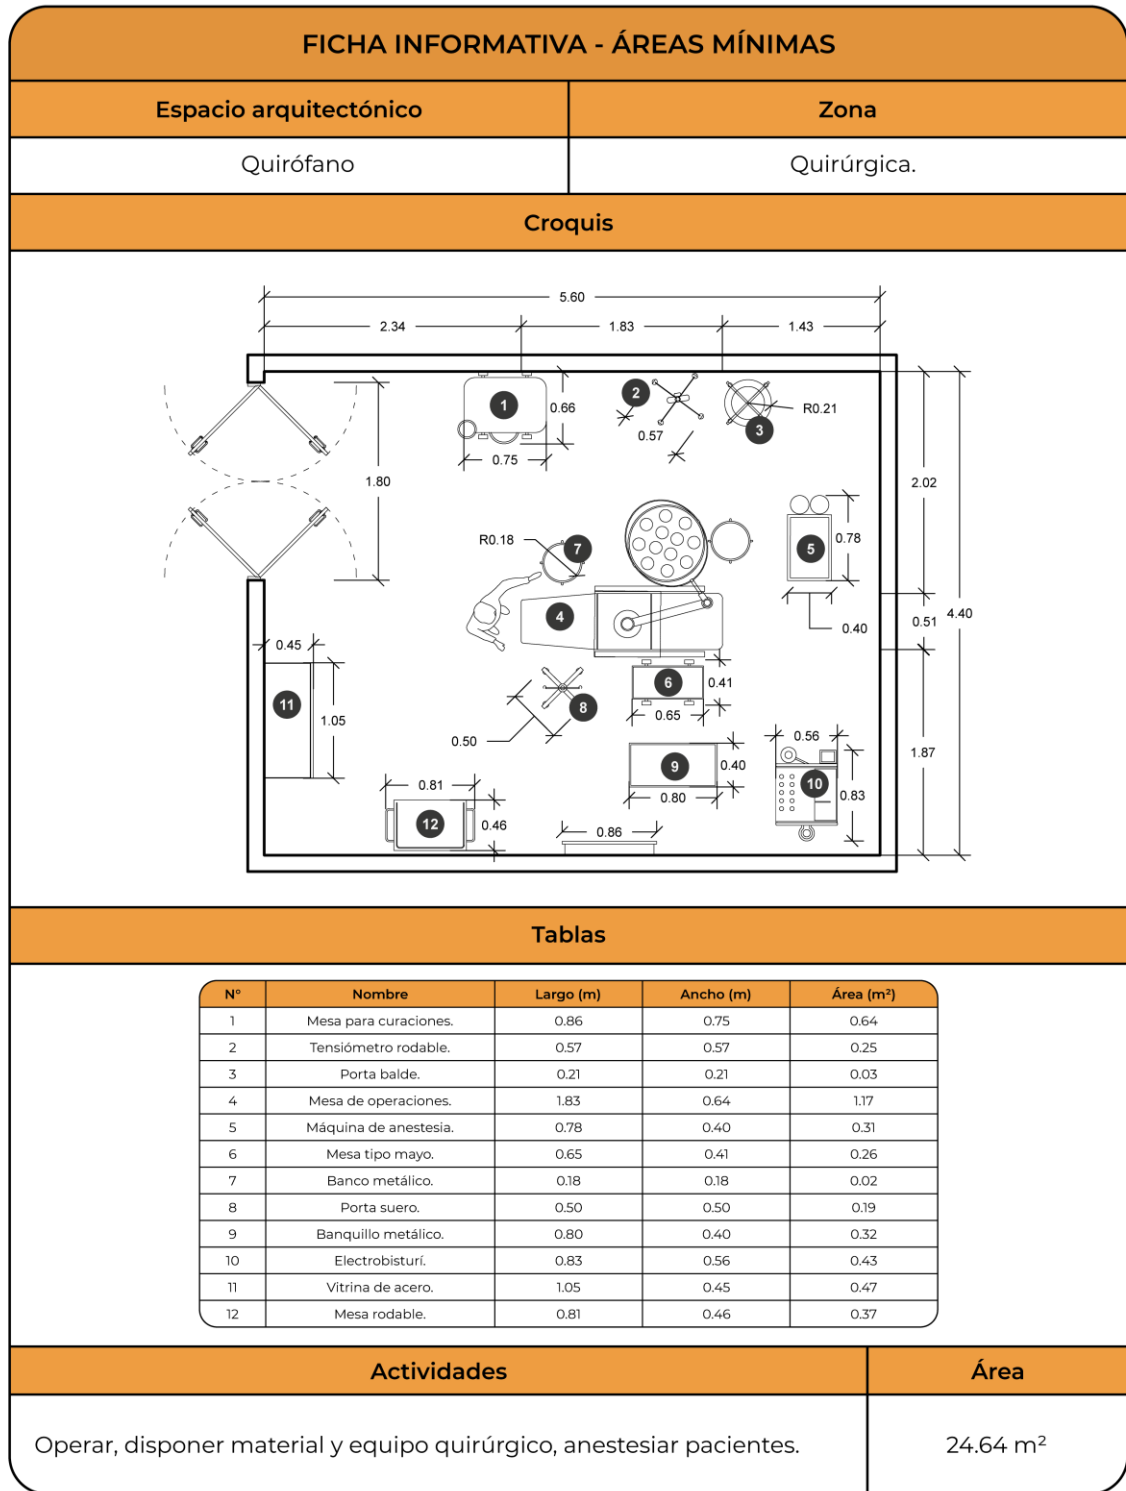 FICHA INFORMATIVA - ÁREAS MÍNIMAS
Espacio arquitectónico Zona
Quirófano Quirúrgica.
Croquis
5.60
2.34 1.83 1.43
1 0.66 2 R0.21
3
0.57
0.75
1.80 2.02
R0.18 7 5 0.78
4 0.40 0.51 4.40
0.45
11 1.05 8 6 0.41
0.65
0.50 0.56 1.87
9 0.40 10 0.83
0.81 0.80
12 0.46 0.86
Tablas
N° Nombre Largo (m) Ancho (m) Área (m²)
1 Mesa para curaciones. 0.86 0.75 0.64
2 Tensiómetro rodable. 0.57 0.57 0.25
3 Porta balde. 0.21 0.21 0.03
4 Mesa de operaciones. 1.83 0.64 1.17
5 Máquina de anestesia. 0.78 0.40 0.31
6 Mesa tipo mayo. 0.65 0.41 0.26
7 Banco metálico. 0.18 0.18 0.02
8 Porta suero. 0.50 0.50 0.19
9 Banquillo metálico. 0.80 0.40 0.32
10 Electrobisturí. 0.83 0.56 0.43
11 Vitrina de acero. 1.05 0.45 0.47
12 Mesa rodable. 0.81 0.46 0.37
Actividades Área
Operar, disponer material y equipo quirúrgico, anestesiar pacientes. 24.64 m²